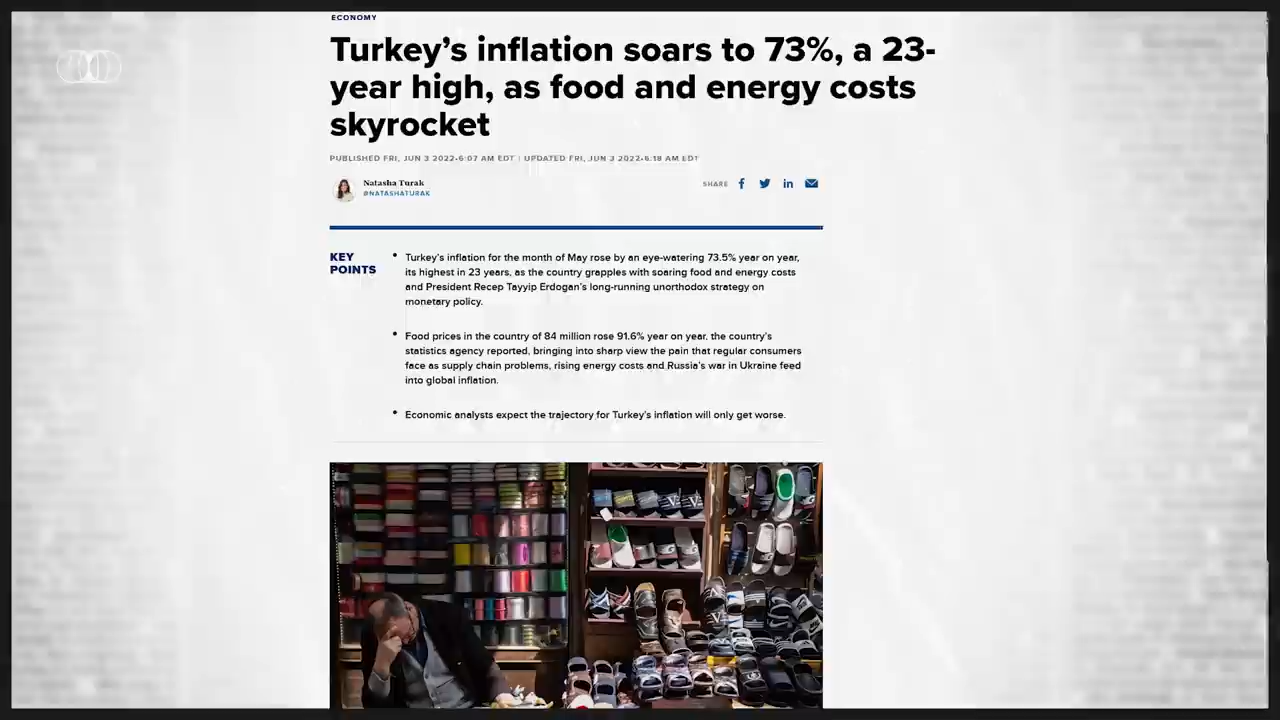 ECONOMY
Turkey’s inflation soars to 73%, a 23-
year high, as food and energy costs
skyrocket
PUBLISHED FRI, JUN 3 2022•6:07 AM EDT | UPDATED FRI, JUN 3 2022•6:18 AM EDT
Natasha Turak
@NATASHATURAK
SHARE
KEY
POINTS
• Turkey’s inflation for the month of May rose by an eye-watering 73.5% year on year,
its highest in 23 years, as the country grapples with soaring food and energy costs
and President Recep Tayyip Erdogan’s long-running unorthodox strategy on
monetary policy.
• Food prices in the country of 84 million rose 91.6% year on year, the country’s
statistics agency reported, bringing into sharp view the pain that regular consumers
face as supply chain problems, rising energy costs and Russia’s war in Ukraine feed
into global inflation.
• Economic analysts expect the trajectory for Turkey’s inflation will only get worse.